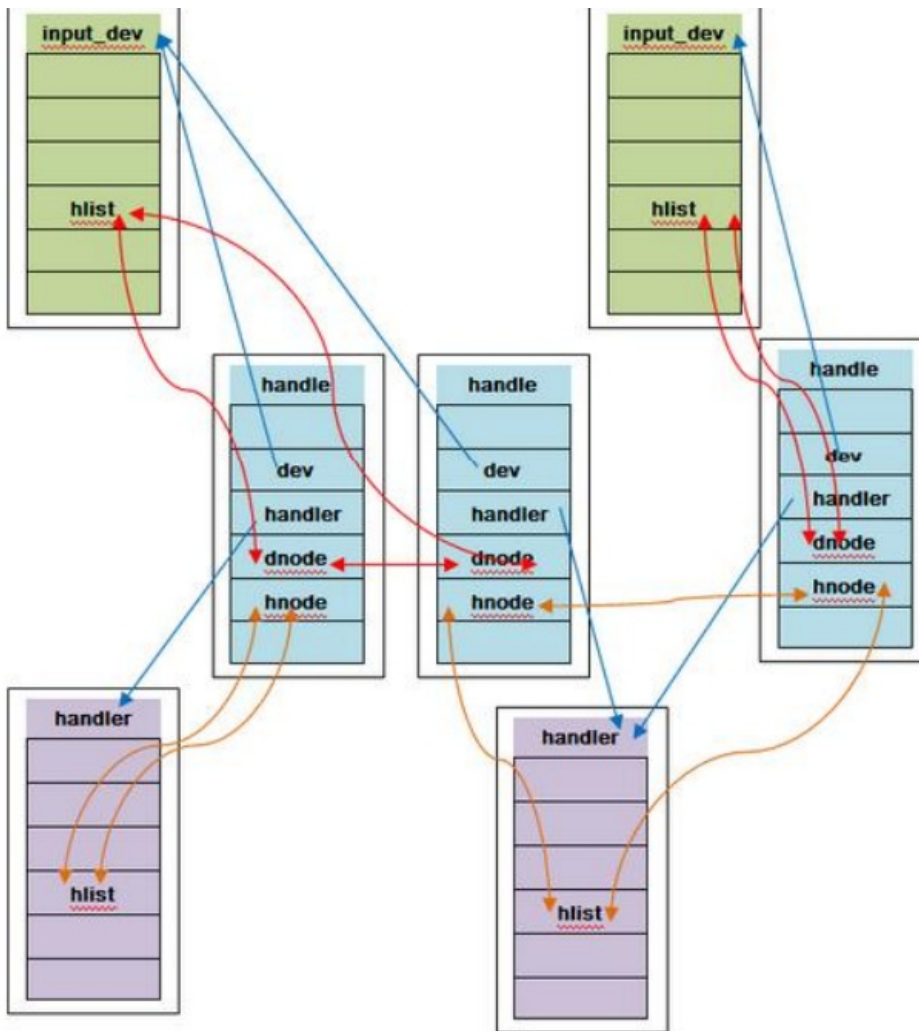 input_dev
hlist
input_dev
hlist
handle
dev
handler
dnode
hnode
handle
dev
handler
dnode
hnode
handle
dev
handler
dnode
hnode
handler
hlist
handler
hlist